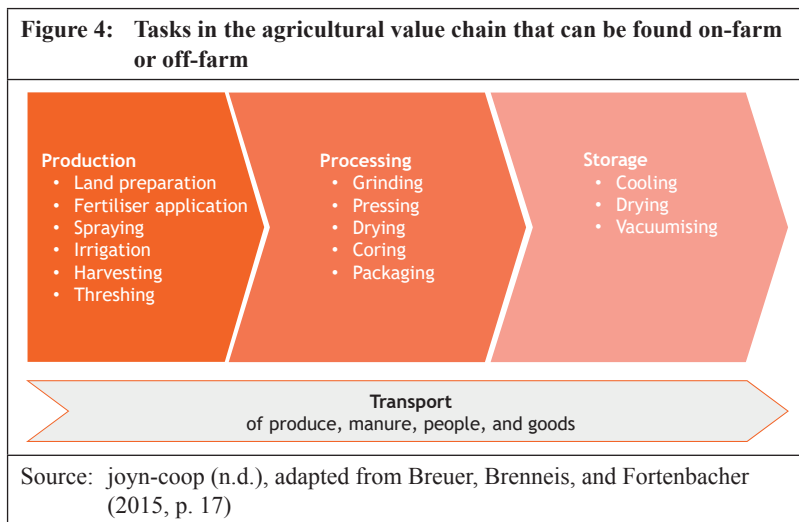 Figure 4: Tasks in the agricultural value chain that can be found on-farm
or off-farm
Production
• Land preparation
• Fertiliser application
• Spraying
• Irrigation
• Harvesting
• Threshing
Processing
• Grinding
• Pressing
• Drying
• Coring
• Packaging
Storage
• Cooling
• Drying
• Vacuumising
Transport
of produce, manure, people, and goods
Source: joyn-coop (n.d.), adapted from Breuer, Brenneis, and Fortenbacher
(2015, p. 17)